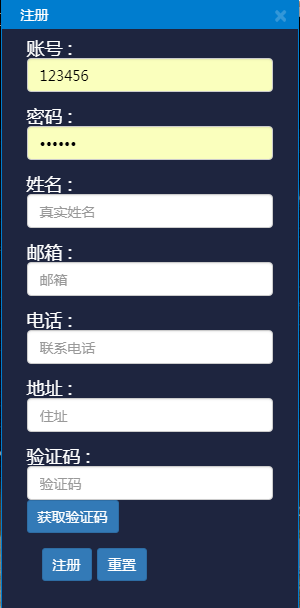 注册 ×
账号：
123456
密码：
••••••
姓名：
真实姓名
邮箱：
邮箱
电话：
联系电话
地址：
住址
验证码：
验证码
获取验证码
注册 重置